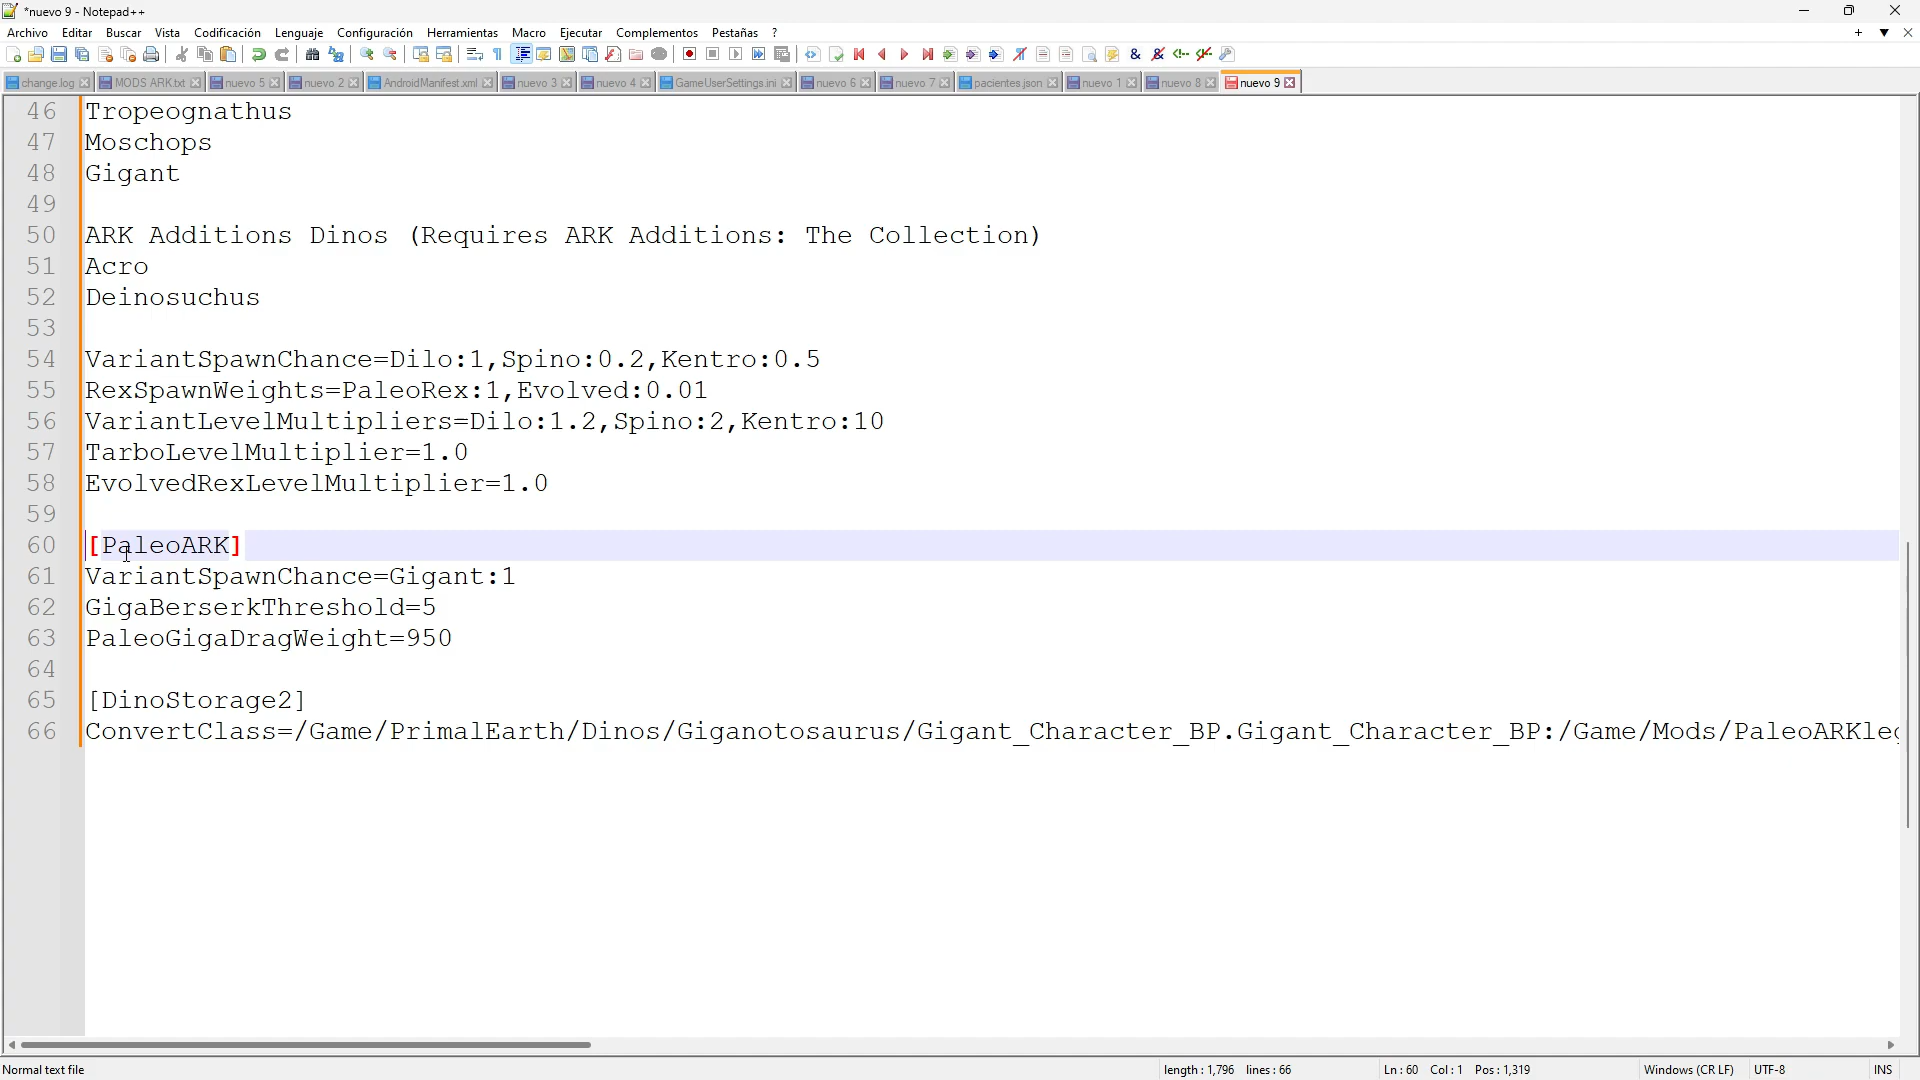 *nuevo 9 - Notepad++
Archivo Editar Buscar Vista Codificación Lenguaje Configuración Herramientas Macro Ejecutar Complementos Pestañas ?
change.log MODS ARK.txt nuevo 5 nuevo 2 AndroidManifest.xml nuevo 3 nuevo 4 GameUserSettings.ini nuevo 6 nuevo 7 pacientes.json nuevo 1 nuevo 8 nuevo 9
46 Tropeognathus
47 Moschops
48 Gigant
49
50 ARK Additions Dinos (Requires ARK Additions: The Collection)
51 Acro
52 Deinosuchus
53
54 VariantSpawnChance=Dilo:1,Spino:0.2,Kentro:0.5
55 RexSpawnWeights=PaleoRex:1,Evolved:0.01
56 VariantLevelMultipliers=Dilo:1.2,Spino:2,Kentro:10
57 TarboLevelMultiplier=1.0
58 EvolvedRexLevelMultiplier=1.0
59
60 [PaleoARK]
61 VariantSpawnChance=Gigant:1
62 GigaBerserkThreshold=5
63 PaleoGigaDragWeight=950
64
65 [DinoStorage2]
66 ConvertClass=/Game/PrimalEarth/Dinos/Giganotosaurus/Gigant_Character_BP.Gigant_Character_BP:/Game/Mods/PaleoARKleg
Normal text file length : 1,796 lines : 66 Ln : 60 Col : 1 Pos : 1,319 Windows (CR LF) UTF-8 INS